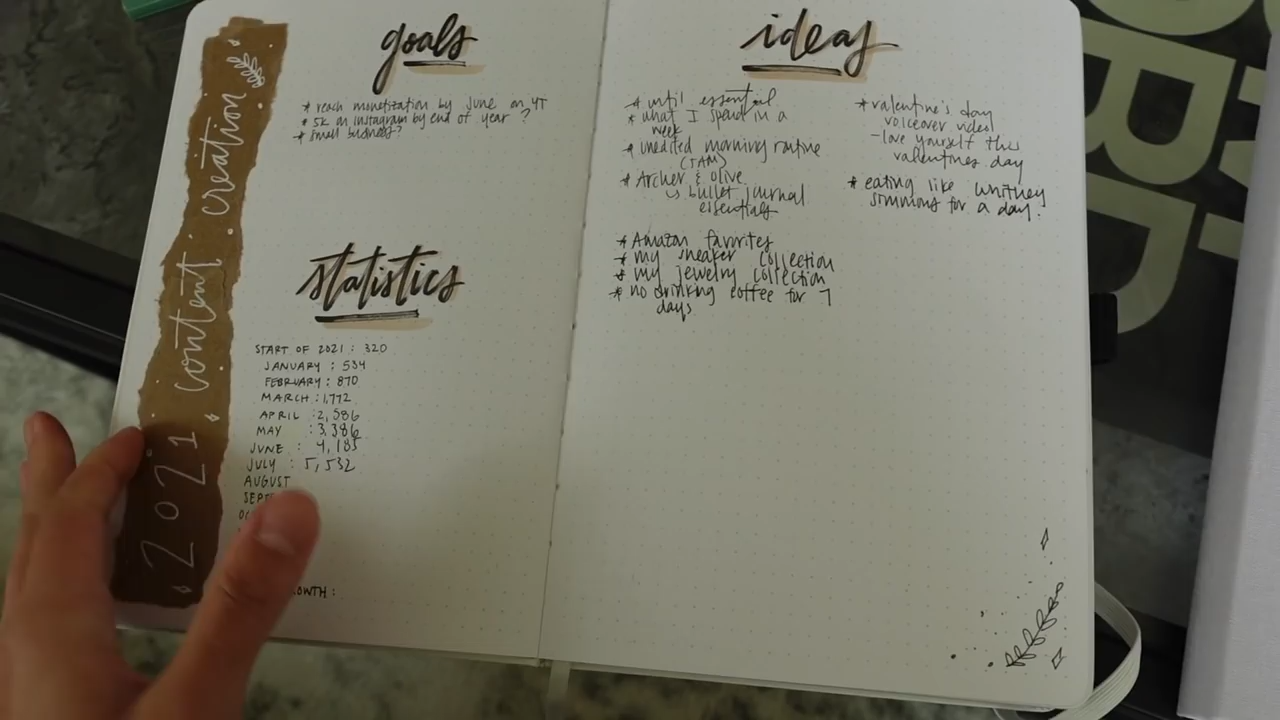 2021 content creation
goals
* reach monetization by June on YT
* 5K on instagram by end of year ?
* small business?
statistics
START OF 2021 : 320
JANUARY : 534
FEBRUARY : 870
MARCH : 1,772
APRIL : 2,586
MAY : 3,386
JUNE : 4,185
JULY : 5,532
AUGUST
ideas
* until essential
* what I spend in a
week
* unedited morning routine
* Archer & Olive
↳ bullet journal
essentials
* Amazon favorites
* my sneaker collection
* my jewelry collection
* no drinking coffee for 7
days
* valentine's day
voiceover video
- love yourself this
valentines day
* eating like whitney
simmons for a day.